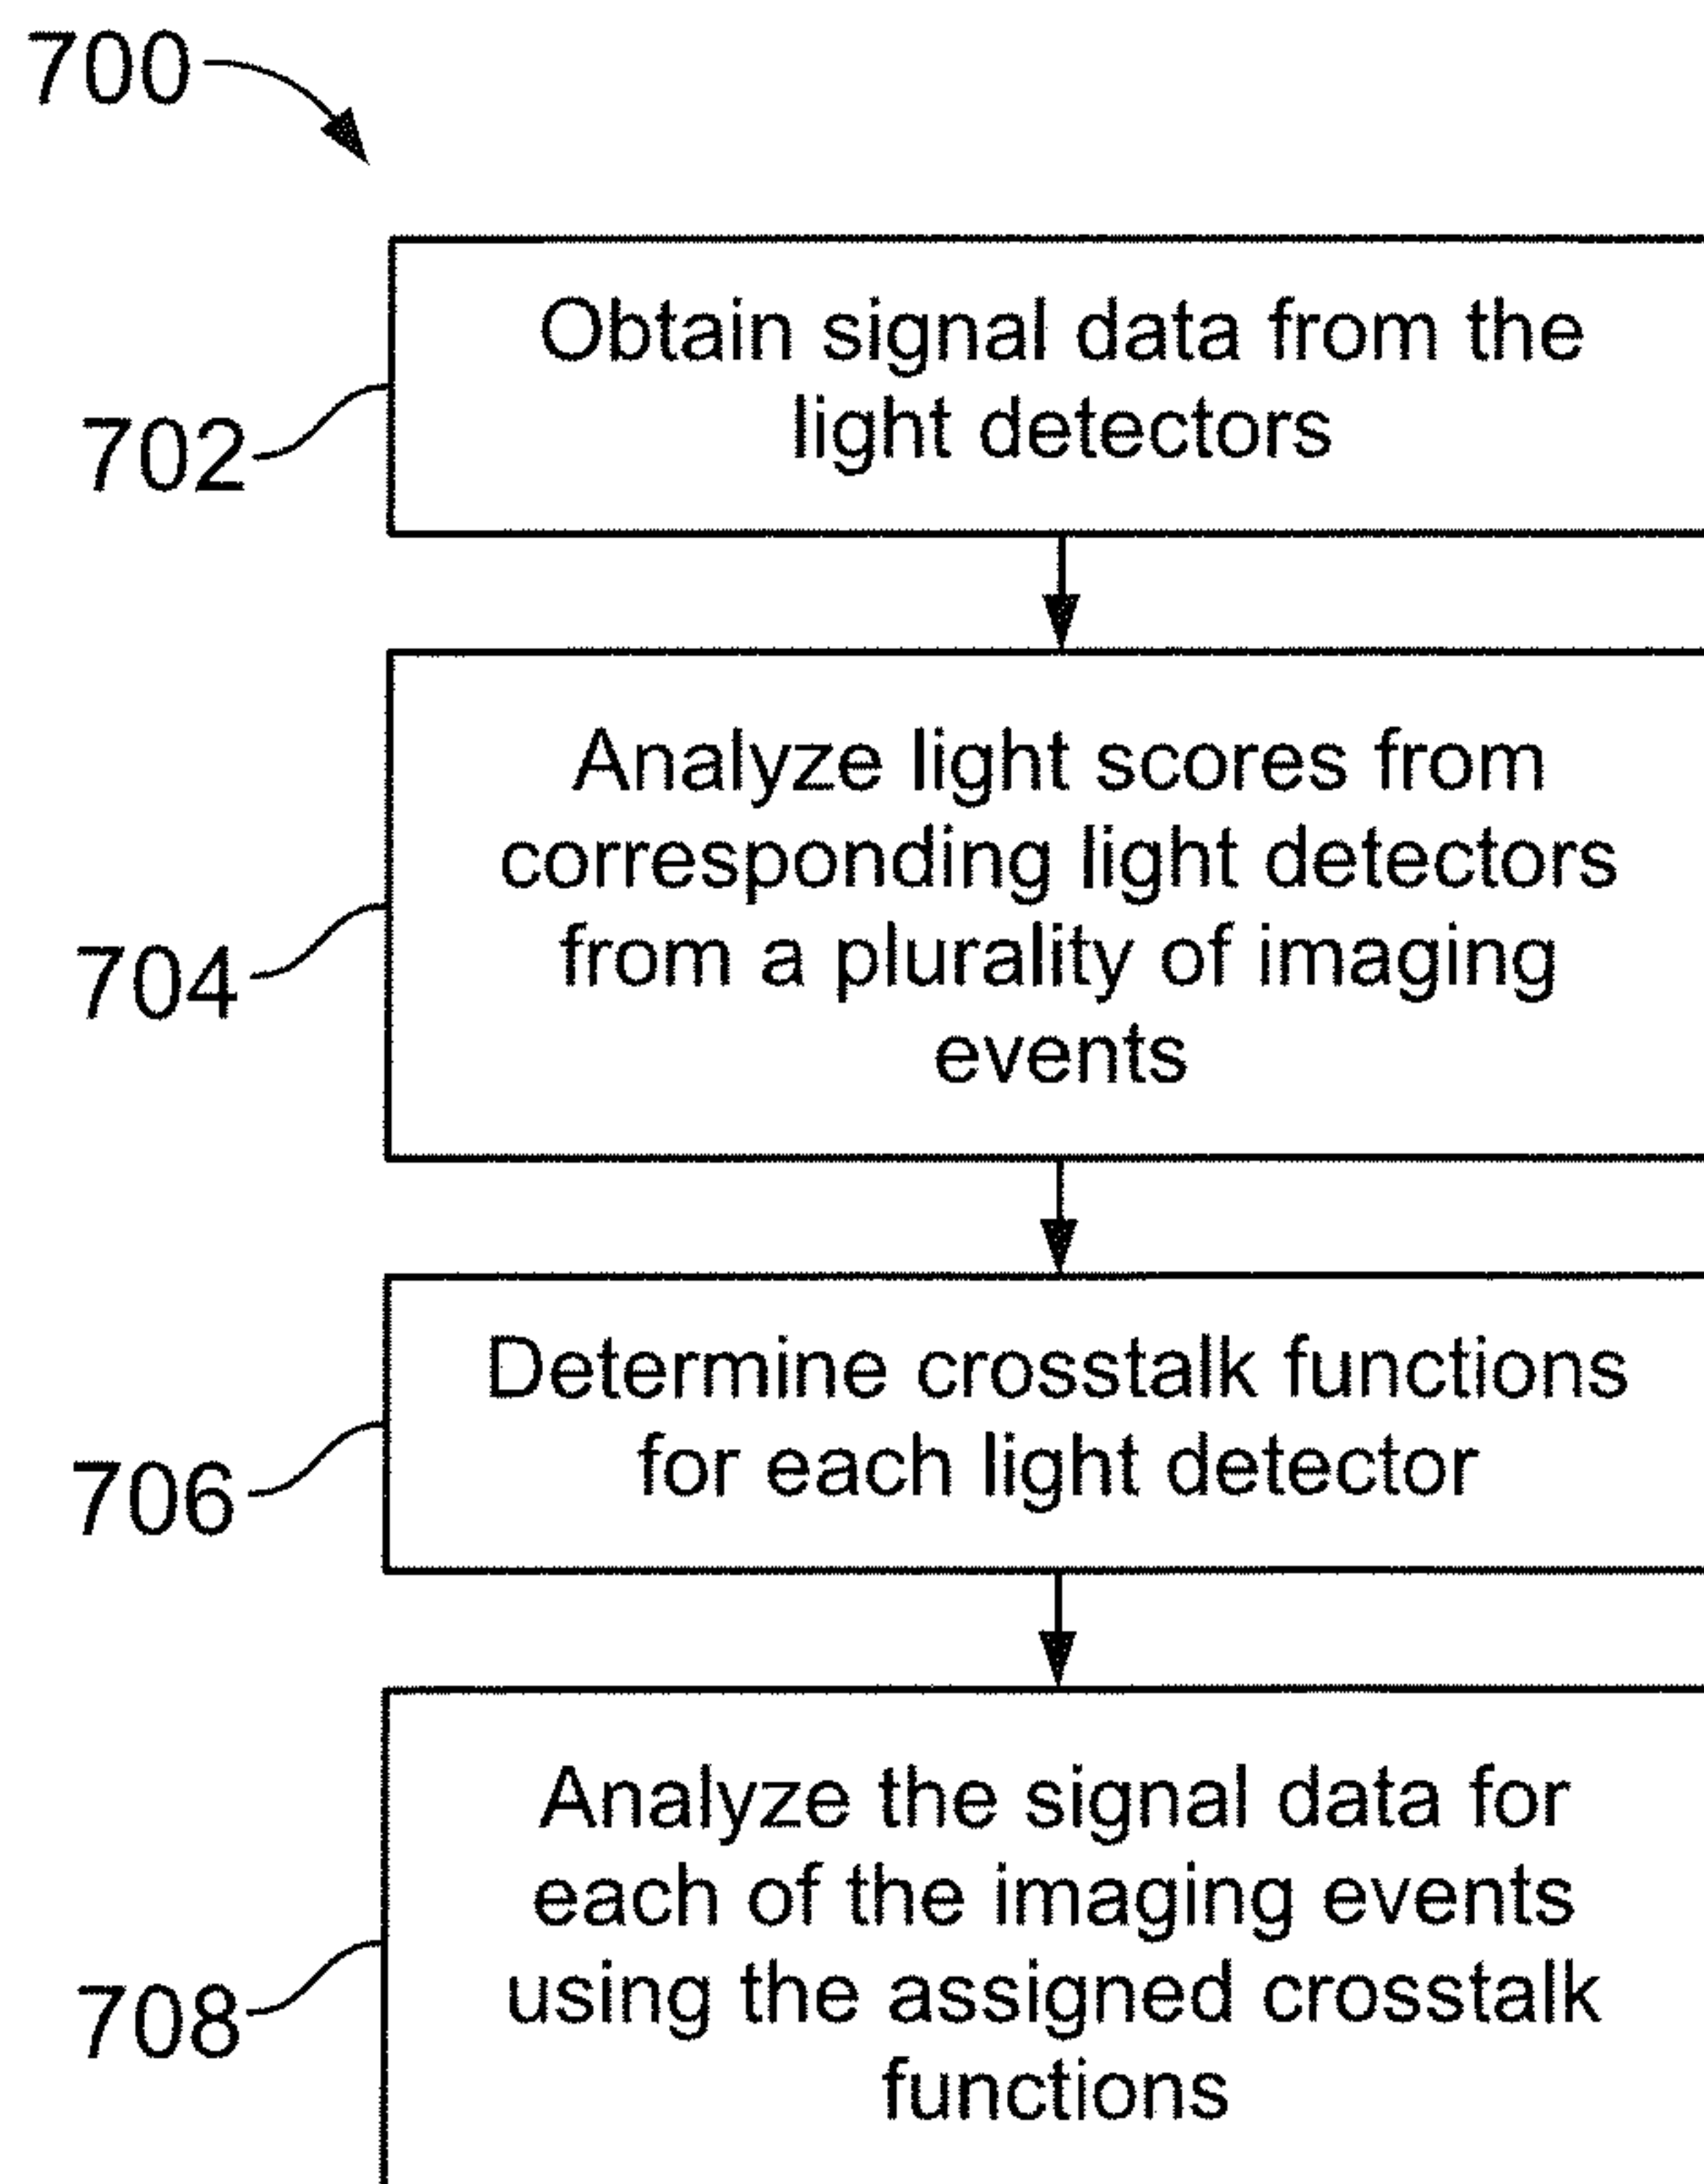 700
702
Obtain signal data from the
light detectors
704
Analyze light scores from
corresponding light detectors
from a plurality of imaging
events
706
Determine crosstalk functions
for each light detector
708
Analyze the signal data for
each of the imaging events
using the assigned crosstalk
functions